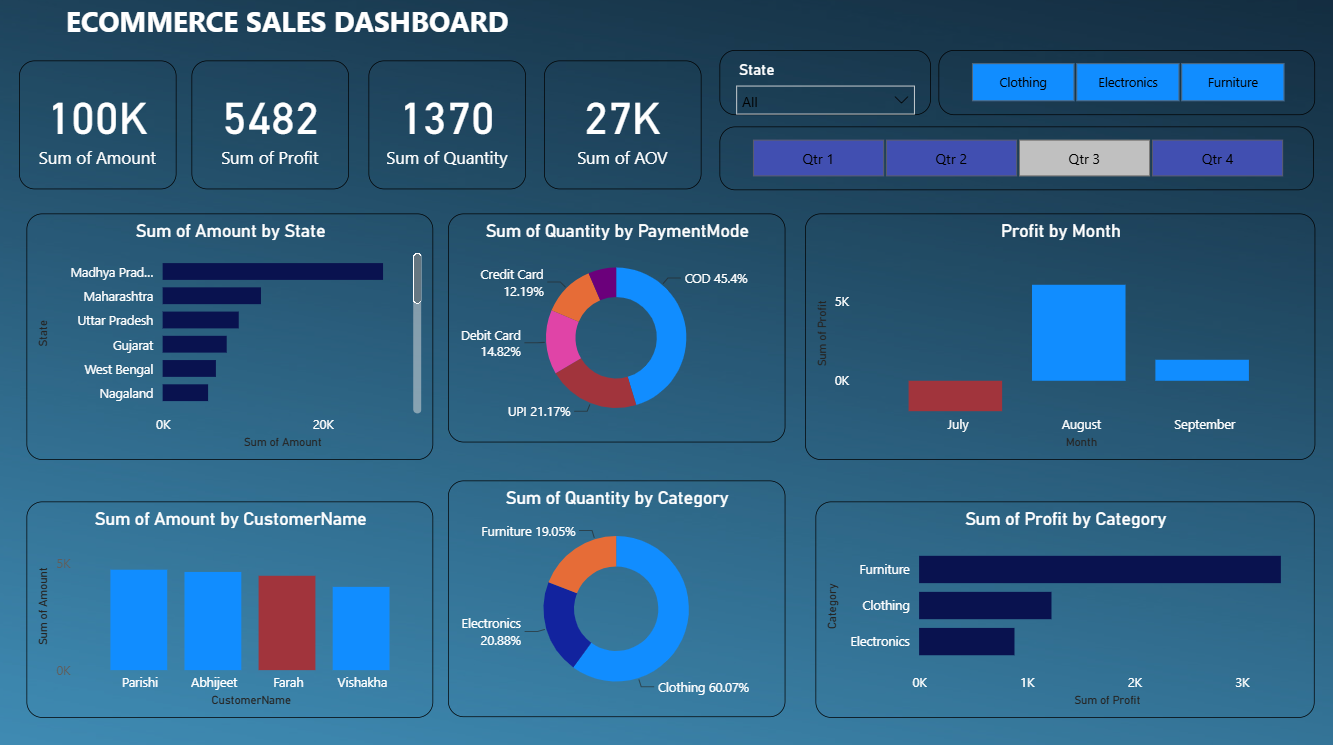 ECOMMERCE SALES DASHBOARD
100K
Sum of Amount
5482
Sum of Profit
1370
Sum of Quantity
27K
Sum of AOV
State
All
Clothing
Electronics
Furniture
Qtr 1
Qtr 2
Qtr 3
Qtr 4
Sum of Amount by State
State
Madhya Prad...
Maharashtra
Uttar Pradesh
Gujarat
West Bengal
Nagaland
0K
20K
Sum of Amount
Sum of Quantity by PaymentMode
Credit Card
12.19%
COD 45.4%
Debit Card
14.82%
UPI 21.17%
Profit by Month
Sum of Profit
5K
0K
July
August
September
Month
Sum of Amount by CustomerName
Sum of Amount
5K
0K
Parishi
Abhijeet
Farah
Vishakha
CustomerName
Sum of Quantity by Category
Furniture 19.05%
Electronics
20.88%
Clothing 60.07%
Sum of Profit by Category
Category
Furniture
Clothing
Electronics
0K
1K
2K
3K
Sum of Profit